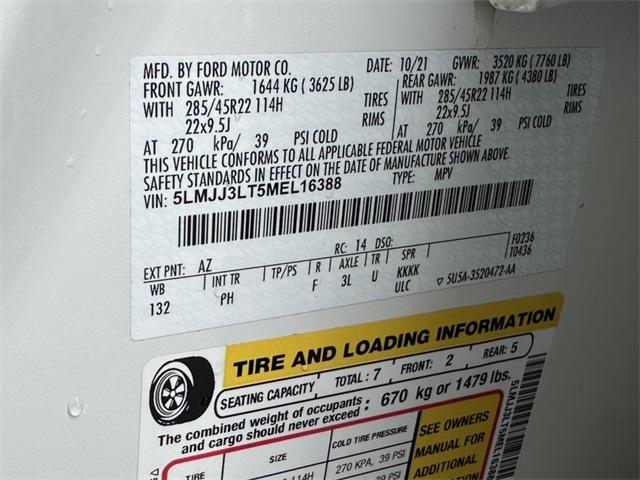 MFD. BY FORD MOTOR CO.
DATE: 10/21 GVWR: 3520 KG ( 7760 LB)
FRONT GAWR: 1644 KG ( 3625 LB)
REAR GAWR: 1987 KG ( 4380 LB)
WITH 285/45R22 114H TIRES
WITH 285/45R22 114H TIRES
22x9.5J RIMS
22x9.5J RIMS
AT 270 kPa/ 39 PSI COLD
AT 270 kPa/ 39 PSI COLD
THIS VEHICLE CONFORMS TO ALL APPLICABLE FEDERAL MOTOR VEHICLE
SAFETY STANDARDS IN EFFECT ON THE DATE OF MANUFACTURE SHOWN ABOVE.
VIN: 5LMJJ3LT5MEL16388 TYPE: MPV
EXT PNT: AZ RC: 14 DSO: F0236
WB INT TR TP/PS R AXLE TR SPR T0436
132 PH F 3L U KKKK
ULC 5U5A-3520472-AA
TIRE AND LOADING INFORMATION
SEATING CAPACITY TOTAL: 7 FRONT: 2 REAR: 5
The combined weight of occupants
and cargo should never exceed: 670 kg or 1479 lbs.
TIRE SIZE COLD TIRE PRESSURE
114H 270 KPA, 39 PSI
SEE OWNERS
MANUAL FOR
ADDITIONAL
5LMJJ3LT5MEL16388